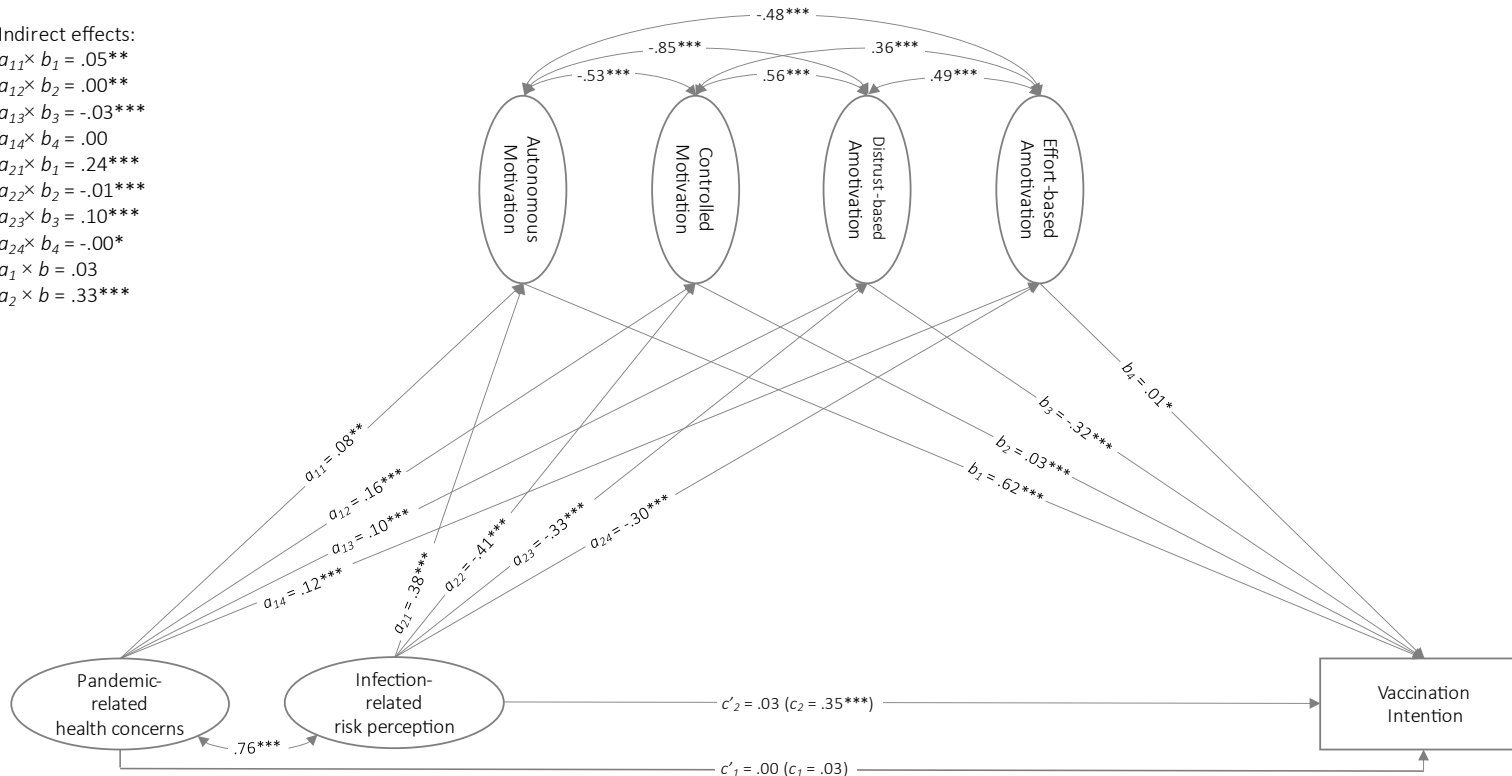 Indirect effects:
a11× b1 = .05**
a12× b2 = .00**
a13× b3 = -.03***
a14× b4 = .00
a21× b1 = .24***
a22× b2 = -.01***
a23× b3 = .10***
a24× b4 = -.00*
a1 × b = .03
a2 × b = .33***
-.48***
-.85***
.36***
-.53***
.56***
.49***
Autonomous
Motivation
Controlled
Motivation
Distrust-based
Amotivation
Effort-based
Amotivation
a11 = .08**
a12 = .16***
a13 = .10***
a14 = .12***
a21 = .38***
a22 = -.41***
a23 = -.33***
a24 = -.30***
b4 = .01*
b3 = -.32***
b2 = .03***
b1 = .62***
Pandemic-
related
health concerns
Infection-
related
risk perception
Vaccination
Intention
.76***
c'2 = .03 (c2 = .35***)
c'1 = .00 (c1 = .03)